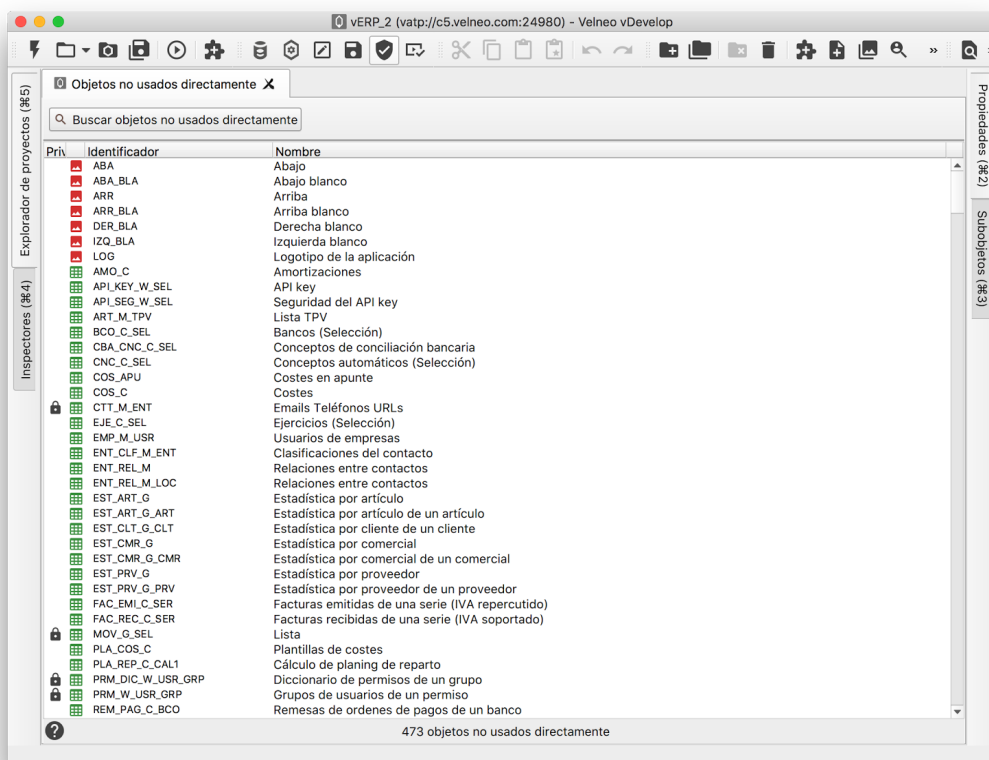 vERP_2 (vatp://c5.velneo.com:24980) - Velneo vDevelop
»
Objetos no usados directamente
Buscar objetos no usados directamente
Explorador de proyectos (⌘5)
Inspectores (⌘4)
Propiedades (⌘2)
Subobjetos (⌘3)
Priv Identificador Nombre
ABA Abajo
ABA_BLA Abajo blanco
ARR Arriba
ARR_BLA Arriba blanco
DER_BLA Derecha blanco
IZQ_BLA Izquierda blanco
LOG Logotipo de la aplicación
AMO_C Amortizaciones
API_KEY_W_SEL API key
API_SEG_W_SEL Seguridad del API key
ART_M_TPV Lista TPV
BCO_C_SEL Bancos (Selección)
CBA_CNC_C_SEL Conceptos de conciliación bancaria
CNC_C_SEL Conceptos automáticos (Selección)
COS_APU Costes en apunte
COS_C Costes
CTT_M_ENT Emails Teléfonos URLs
EJE_C_SEL Ejercicios (Selección)
EMP_M_USR Usuarios de empresas
ENT_CLF_M_ENT Clasificaciones del contacto
ENT_REL_M Relaciones entre contactos
ENT_REL_M_LOC Relaciones entre contactos
EST_ART_G Estadística por artículo
EST_ART_G_ART Estadística por artículo de un artículo
EST_CLT_G_CLT Estadística por cliente de un cliente
EST_CMR_G Estadística por comercial
EST_CMR_G_CMR Estadística por comercial de un comercial
EST_PRV_G Estadística por proveedor
EST_PRV_G_PRV Estadística por proveedor de un proveedor
FAC_EMI_C_SER Facturas emitidas de una serie (IVA repercutido)
FAC_REC_C_SER Facturas recibidas de una serie (IVA soportado)
MOV_G_SEL Lista
PLA_COS_C Plantillas de costes
PLA_REP_C_CAL1 Cálculo de planing de reparto
PRM_DIC_W_USR_GRP Diccionario de permisos de un grupo
PRM_W_USR_GRP Grupos de usuarios de un permiso
REM_PAG_C_BCO Remesas de ordenes de pagos de un banco
473 objetos no usados directamente